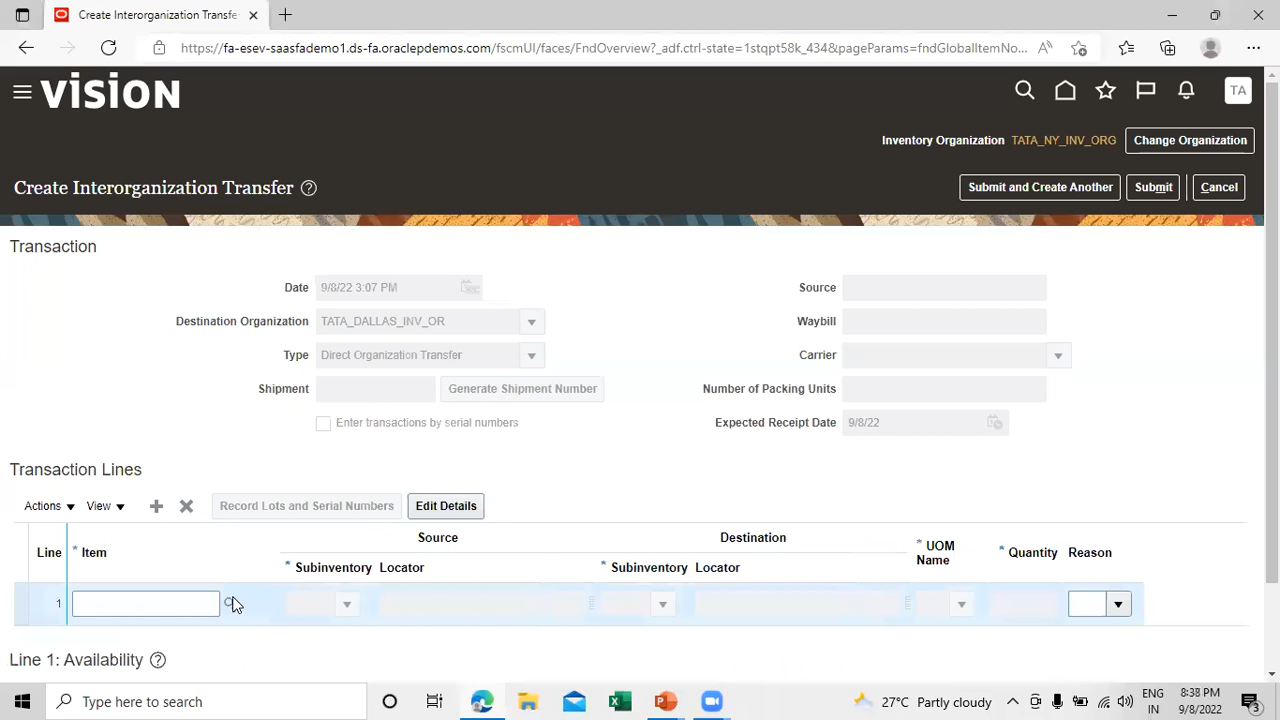 Create Interorganization Transfe
https://fa-esev-saasfademo1.ds-fa.oraclepdemos.com/fscmUI/faces/FndOverview?_adf.ctrl-state=1stqpt58k_434&pageParams=fndGlobalItemNo...
vision
TA
Inventory Organization TATA_NY_INV_ORG Change Organization
Create Interorganization Transfer ? Submit and Create Another Submit Cancel
Transaction
Date 9/8/22 3:07 PM Source
Destination Organization TATA_DALLAS_INV_OR Waybill
Type Direct Organization Transfer Carrier
Shipment Generate Shipment Number Number of Packing Units
Enter transactions by serial numbers Expected Receipt Date 9/8/22
Transaction Lines
Actions View Record Lots and Serial Numbers Edit Details
Source Destination
Line * Item * Subinventory Locator * Subinventory Locator * UOM Name * Quantity Reason
1
Line 1: Availability ?
Type here to search 27°C Partly cloudy ENG IN 8:38 PM 9/8/2022 3